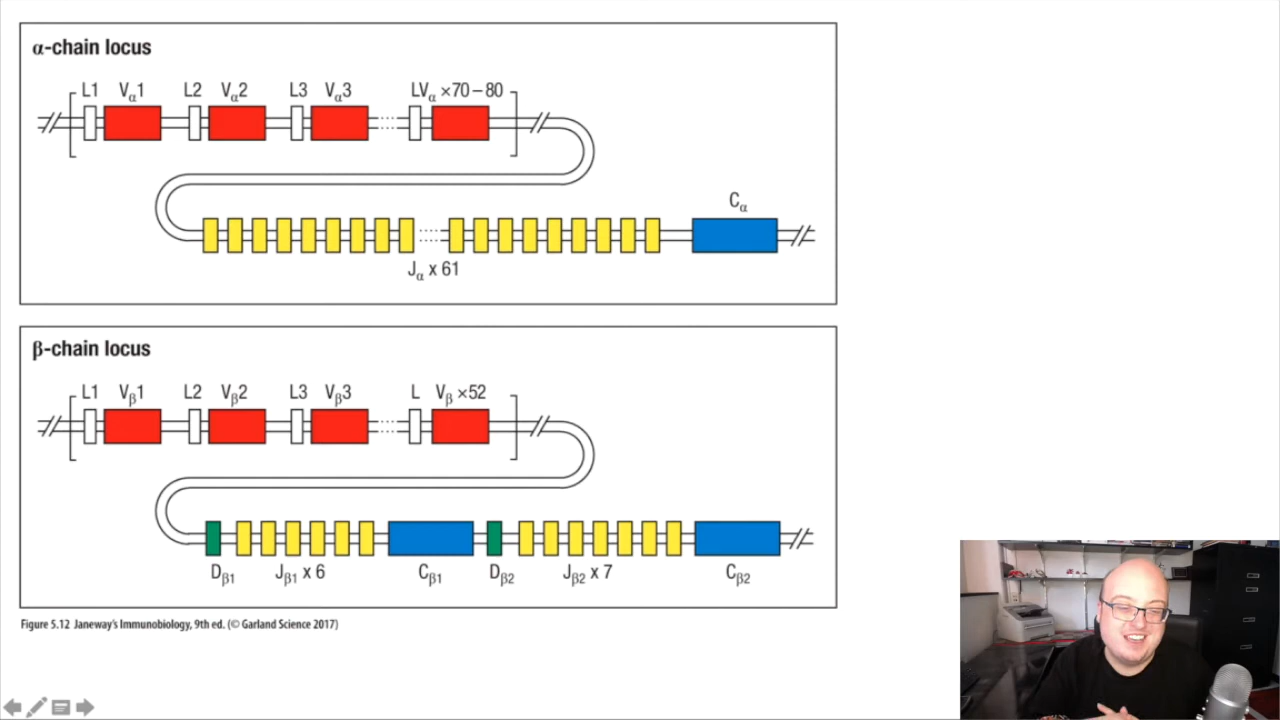 α-chain locus
L1 Vα1 L2 Vα2 L3 Vα3 LVα ×70–80
Cα
Jα x 61
β-chain locus
L1 Vβ1 L2 Vβ2 L3 Vβ3 L Vβ ×52
Dβ1 Jβ1 x 6 Cβ1 Dβ2 Jβ2 x 7 Cβ2
Figure 5.12 Janeway's Immunobiology, 9th ed. (© Garland Science 2017)